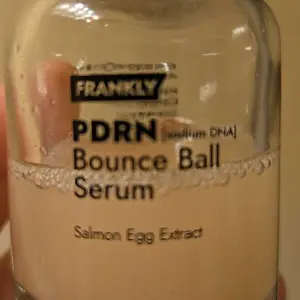 FRANKLY
PDRN [sodium DNA]
Bounce Ball
Serum
Salmon Egg Extract